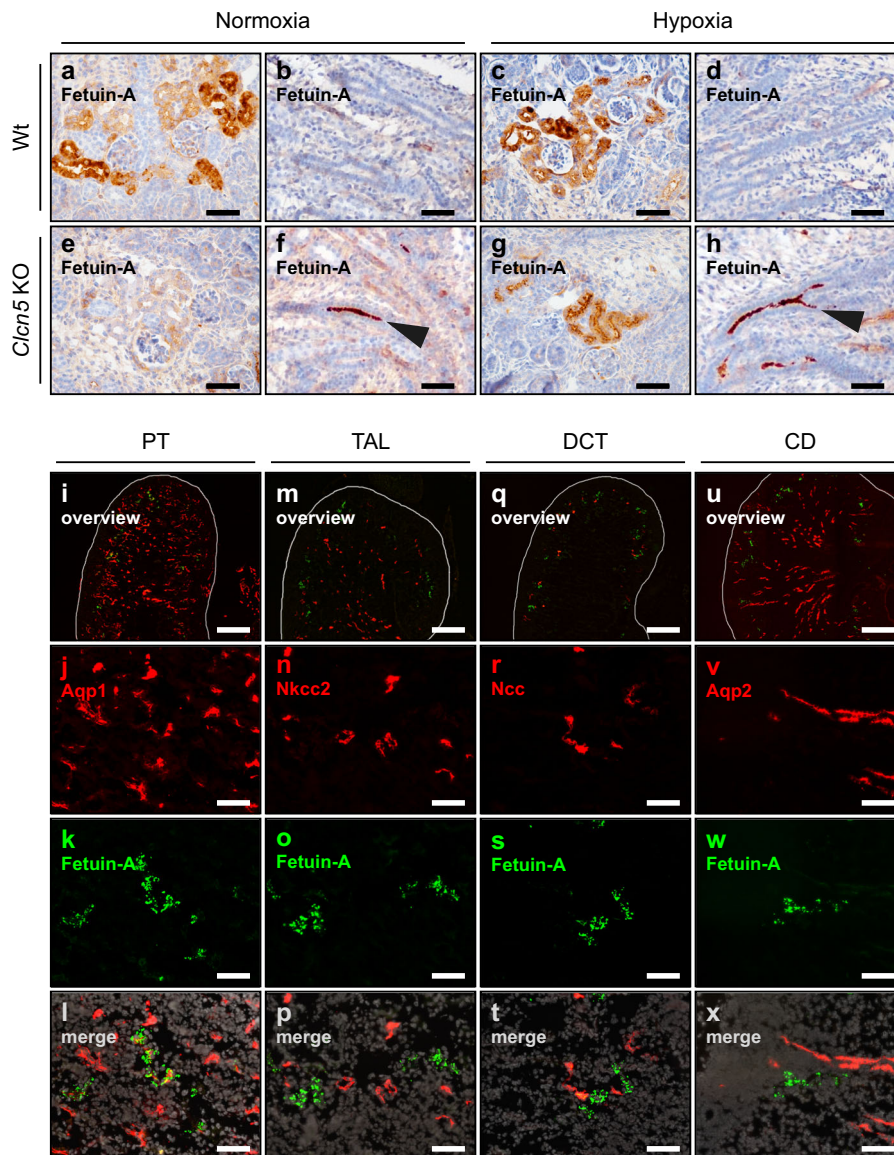 Normoxia
Hypoxia
Wt
a
Fetuin-A
b
Fetuin-A
c
Fetuin-A
d
Fetuin-A
Clcn5 KO
e
Fetuin-A
f
Fetuin-A
g
Fetuin-A
h
Fetuin-A
PT
TAL
DCT
CD
i
overview
m
overview
q
overview
u
overview
j
Aqp1
n
Nkcc2
r
Ncc
v
Aqp2
k
Fetuin-A
o
Fetuin-A
s
Fetuin-A
w
Fetuin-A
l
merge
p
merge
t
merge
x
merge